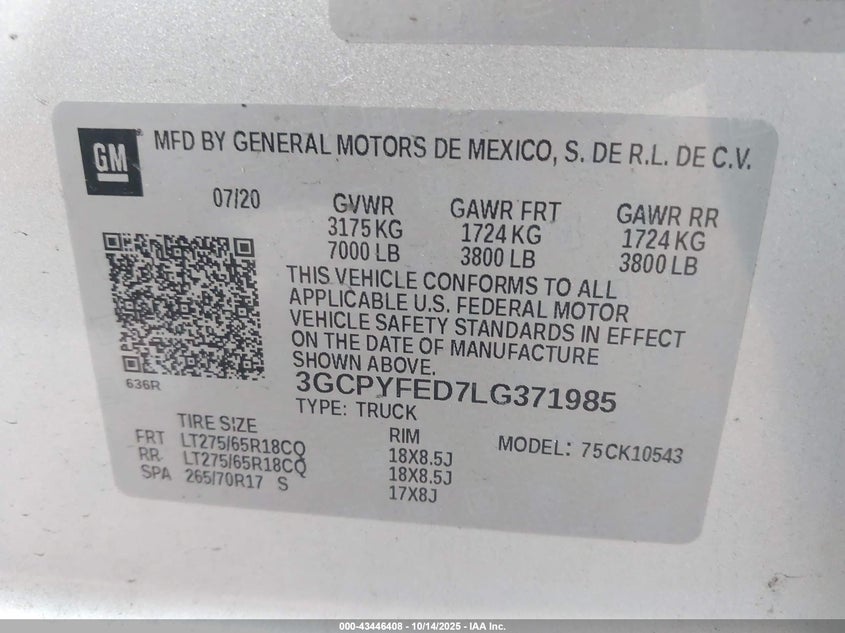 GM
MFD BY GENERAL MOTORS DE MEXICO, S. DE R.L. DE C.V.
07/20 GVWR GAWR FRT GAWR RR
3175 KG 1724 KG 1724 KG
7000 LB 3800 LB 3800 LB
THIS VEHICLE CONFORMS TO ALL
APPLICABLE U.S. FEDERAL MOTOR
VEHICLE SAFETY STANDARDS IN EFFECT
ON THE DATE OF MANUFACTURE
SHOWN ABOVE.
636R
3GCPYFED7LG371985
TYPE: TRUCK
TIRE SIZE RIM MODEL: 75CK10543
FRT LT275/65R18CQ 18X8.5J
RR LT275/65R18CQ 18X8.5J
SPA 265/70R17 S 17X8J
000-43446408 - 10/14/2025 - IAA Inc.